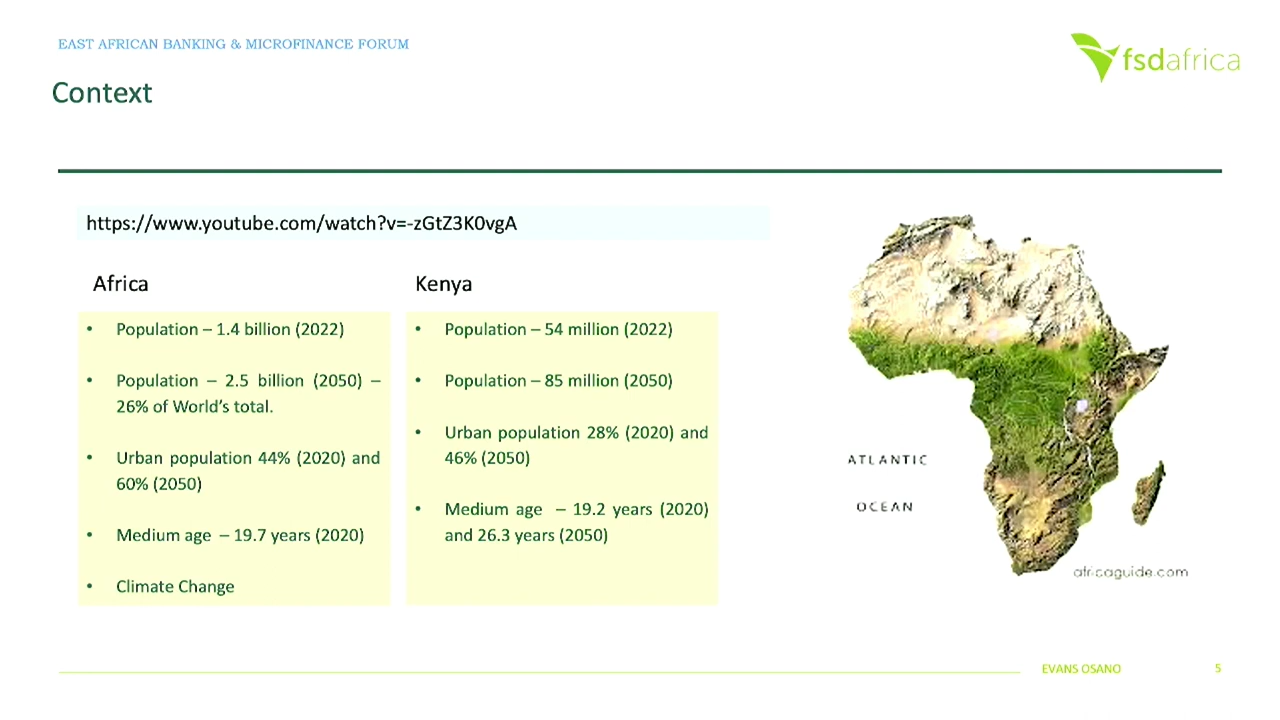 EAST AFRICAN BANKING & MICROFINANCE FORUM
fsdafrica
Context
https://www.youtube.com/watch?v=-zGtZ3K0vgA
Africa
• Population – 1.4 billion (2022)
• Population – 2.5 billion (2050) –
26% of World's total.
• Urban population 44% (2020) and
60% (2050)
• Medium age – 19.7 years (2020)
• Climate Change
Kenya
• Population – 54 million (2022)
• Population – 85 million (2050)
• Urban population 28% (2020) and
46% (2050)
• Medium age – 19.2 years (2020)
and 26.3 years (2050)
ATLANTIC
OCEAN
africaguide.com
EVANS OSANO
5